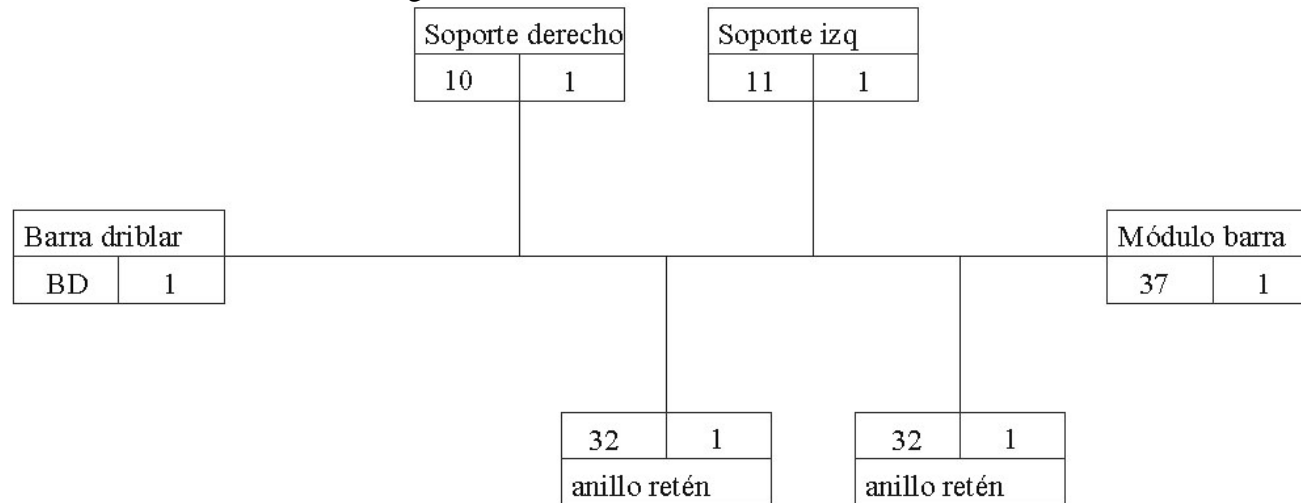 Soporte derecho
10 1
Soporte izq
11 1
Barra driblar
BD 1
Módulo barra
37 1
32 1
anillo retén
32 1
anillo retén